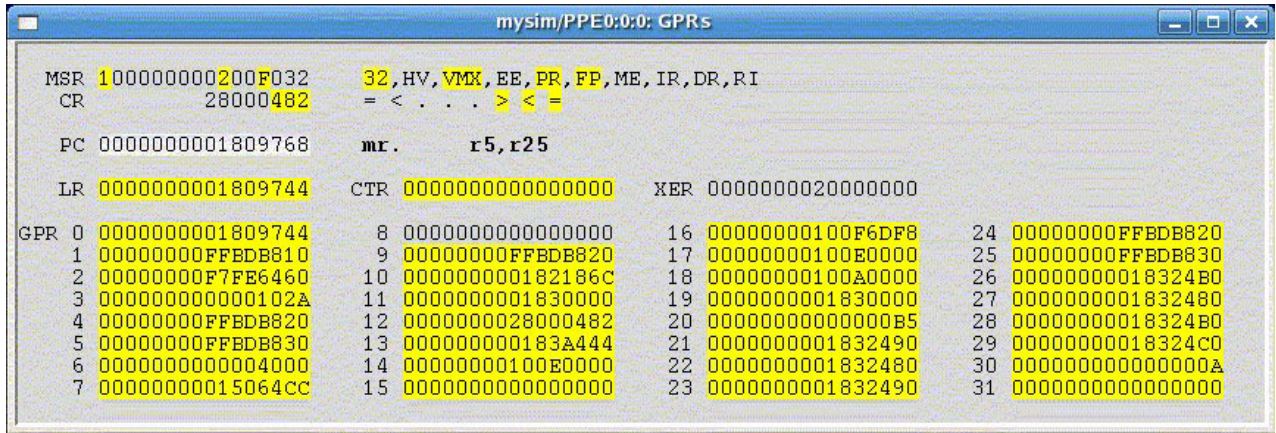 mysim/PPE0:0:0: GPRs
MSR 100000000200F032 32,HV,VMX,EE,PR,FP,ME,IR,DR,RI
CR 28000482 = < . . . > < =
PC 0000000001809768 mr. r5,r25
LR 0000000001809744 CTR 0000000000000000 XER 0000000020000000
GPR 0 0000000001809744 8 0000000000000000 16 00000000100F6DF8 24 00000000FFBDB820
1 00000000FFBDB810 9 00000000FFBDB820 17 00000000100E0000 25 00000000FFBDB830
2 00000000F7FE6460 10 000000000182186C 18 00000000100A0000 26 00000000018324B0
3 000000000000102A 11 0000000001830000 19 0000000001830000 27 0000000001832480
4 00000000FFBDB820 12 0000000028000482 20 00000000000000B5 28 00000000018324B0
5 00000000FFBDB830 13 000000000183A444 21 0000000001832490 29 00000000018324C0
6 0000000000004000 14 00000000100E0000 22 0000000001832480 30 000000000000000A
7 00000000015064CC 15 0000000000000000 23 0000000001832490 31 0000000000000000